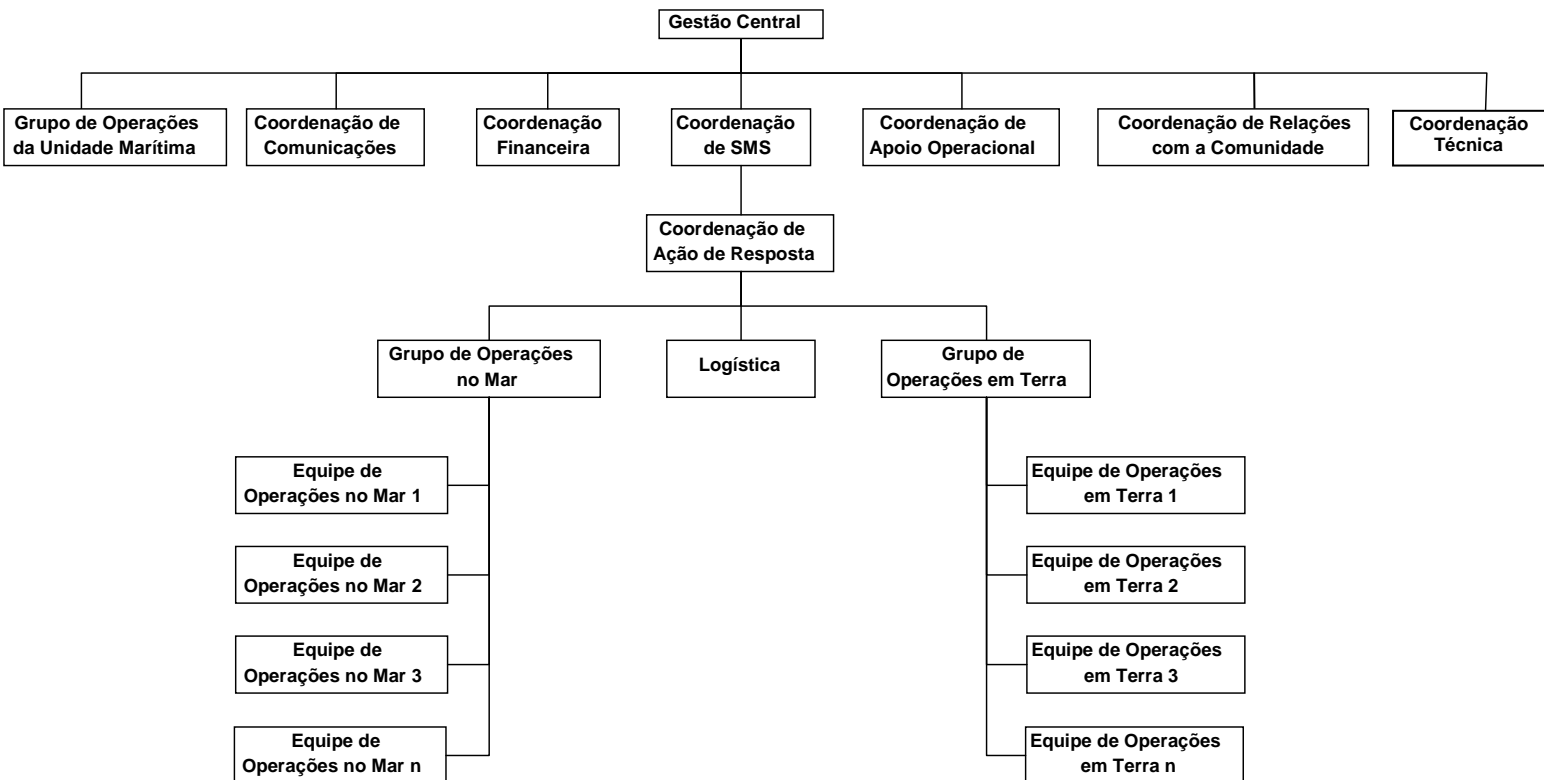 Gestão Central
Grupo de Operações
da Unidade Marítima
Coordenação de
Comunicações
Coordenação
Financeira
Coordenação
de SMS
Coordenação de
Apoio Operacional
Coordenação de Relações
com a Comunidade
Coordenação
Técnica
Coordenação de
Ação de Resposta
Grupo de Operações
no Mar
Logística
Grupo de
Operações em Terra
Equipe de
Operações no Mar 1
Equipe de Operações
em Terra 1
Equipe de
Operações no Mar 2
Equipe de Operações
em Terra 2
Equipe de
Operações no Mar 3
Equipe de Operações
em Terra 3
Equipe de
Operações no Mar n
Equipe de Operações
em Terra n